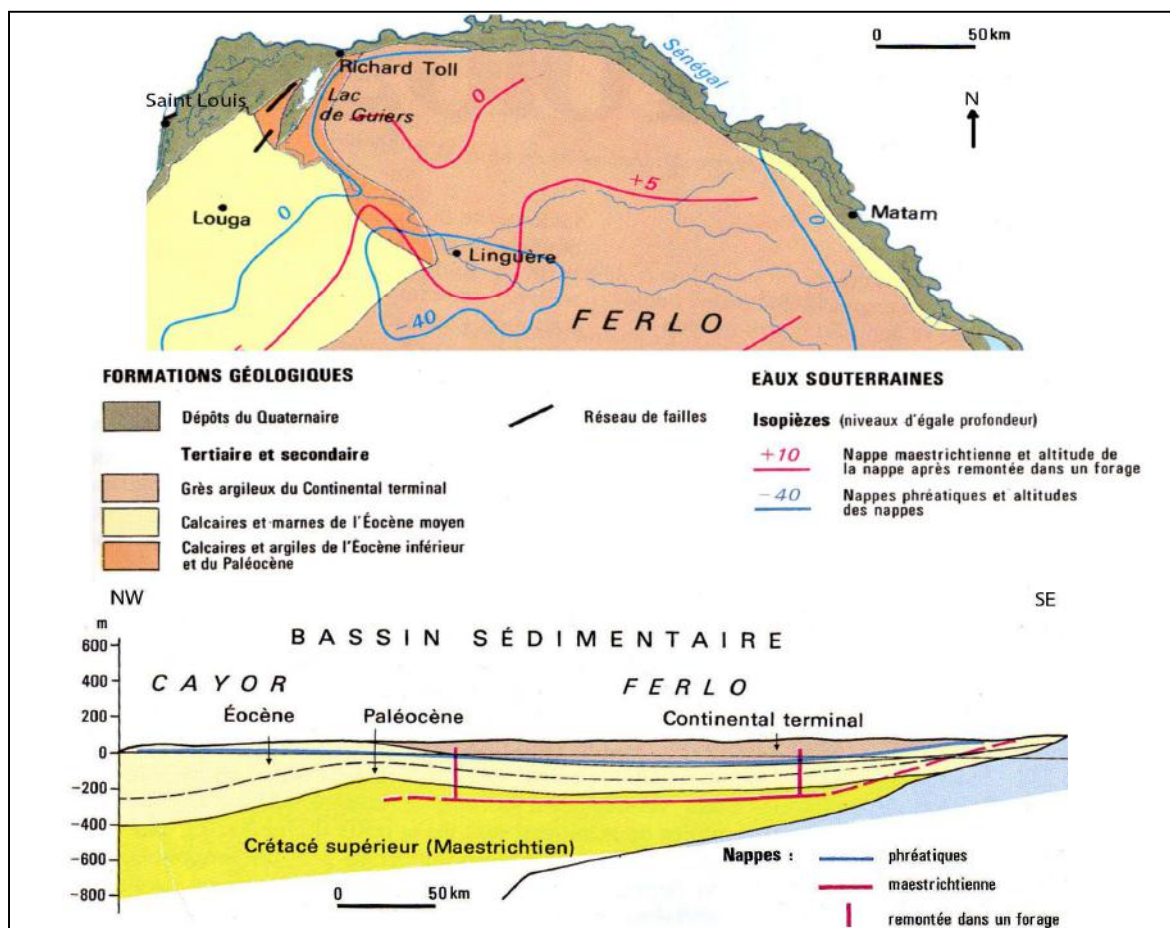 0 50 km
Sénégal
Richard Toll
Saint Louis
Lac
de Guiers
0
N
+5
Louga
0
0
Matam
Linguère
-40
FERLO
FORMATIONS GÉOLOGIQUES
Dépôts du Quaternaire
Tertiaire et secondaire
Grès argileux du Continental terminal
Calcaires et marnes de l'Éocène moyen
Calcaires et argiles de l'Éocène inférieur
et du Paléocène
Réseau de failles
EAUX SOUTERRAINES
Isopièzes (niveaux d'égale profondeur)
+10
Nappe maestrichtienne et altitude de
la nappe après remontée dans un forage
-40
Nappes phréatiques et altitudes
des nappes
NW
SE
m
BASSIN SÉDIMENTAIRE
600
400
200
0
-200
-400
-600
-800
CAYOR
FERLO
Éocène
Paléocène
Continental terminal
Crétacé supérieur (Maestrichtien)
0 50 km
Nappes :
phréatiques
maestrichtienne
remontée dans un forage